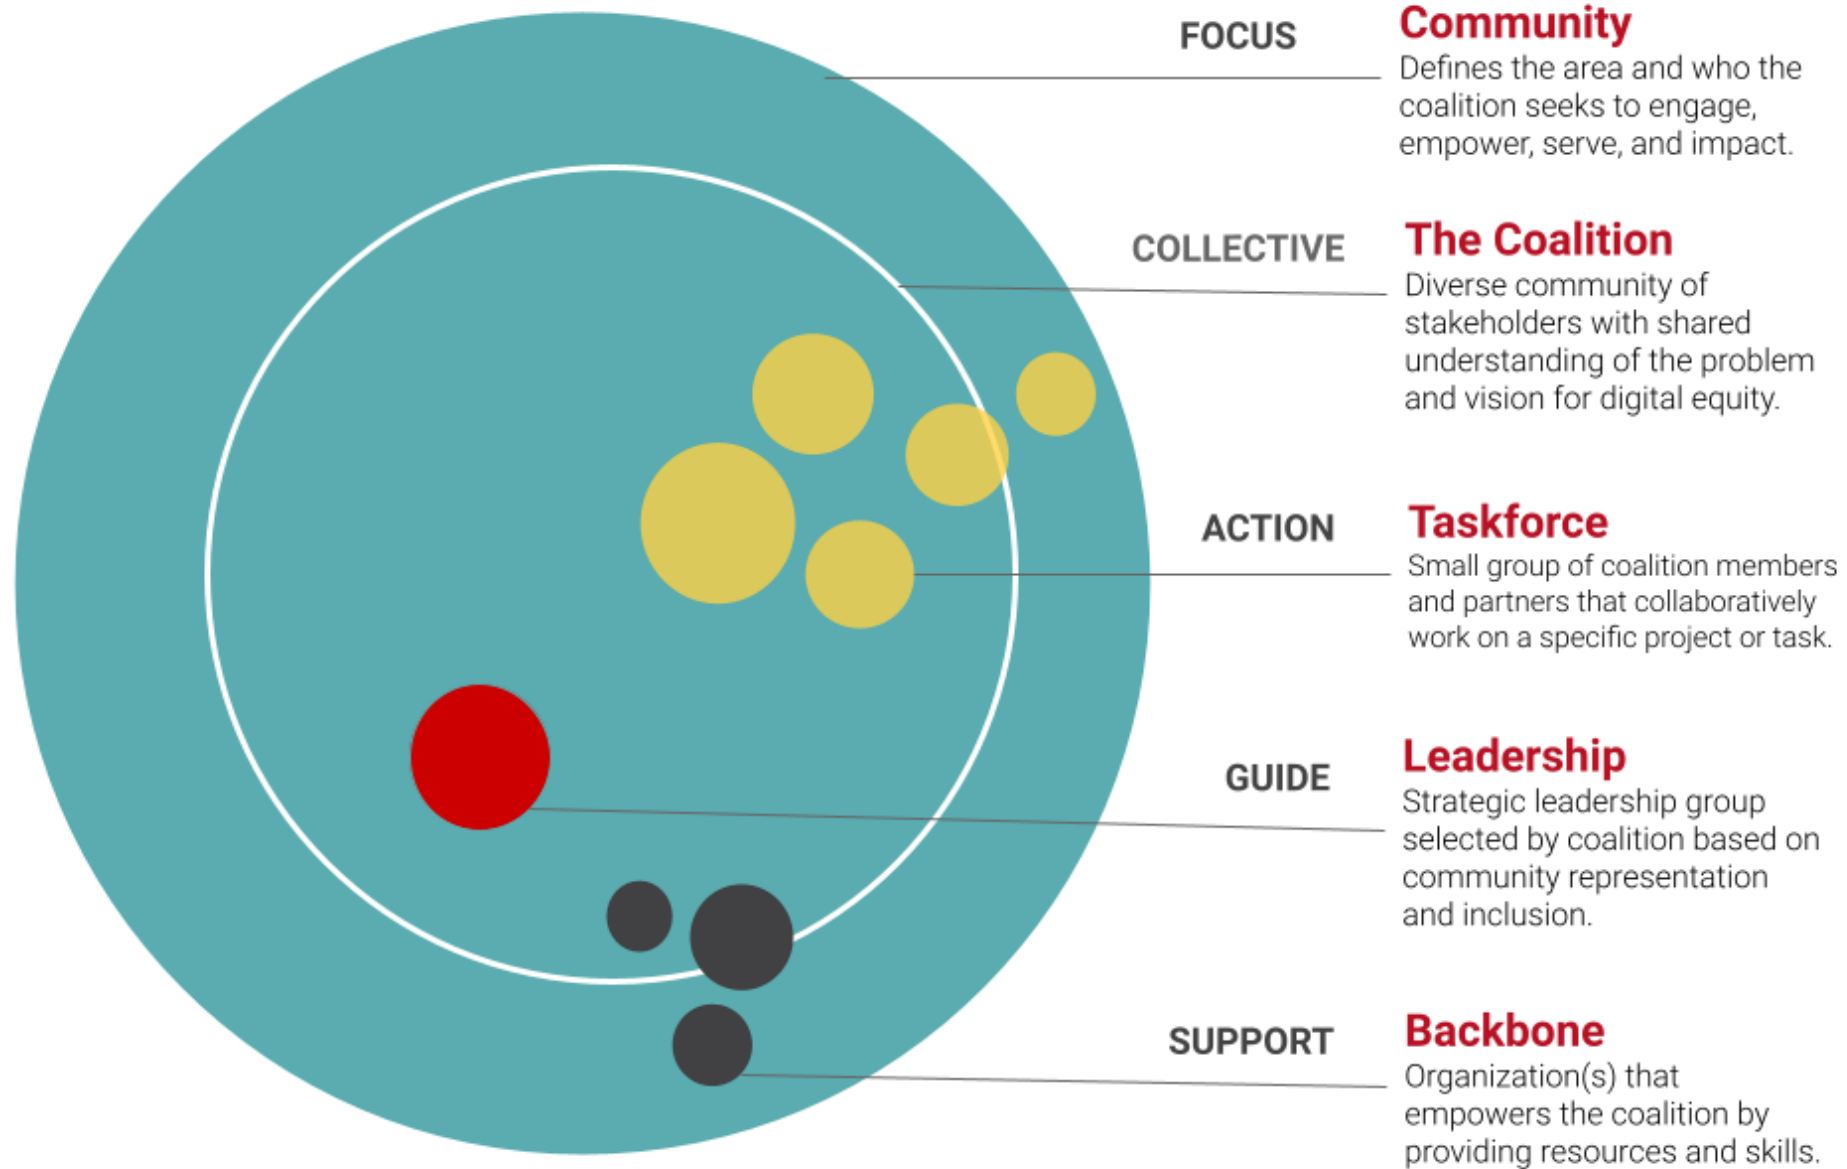 FOCUS
Community
Defines the area and who the
coalition seeks to engage,
empower, serve, and impact.
COLLECTIVE
The Coalition
Diverse community of
stakeholders with shared
understanding of the problem
and vision for digital equity.
ACTION
Taskforce
Small group of coalition members
and partners that collaboratively
work on a specific project or task.
GUIDE
Leadership
Strategic leadership group
selected by coalition based on
community representation
and inclusion.
SUPPORT
Backbone
Organization(s) that
empowers the coalition by
providing resources and skills.